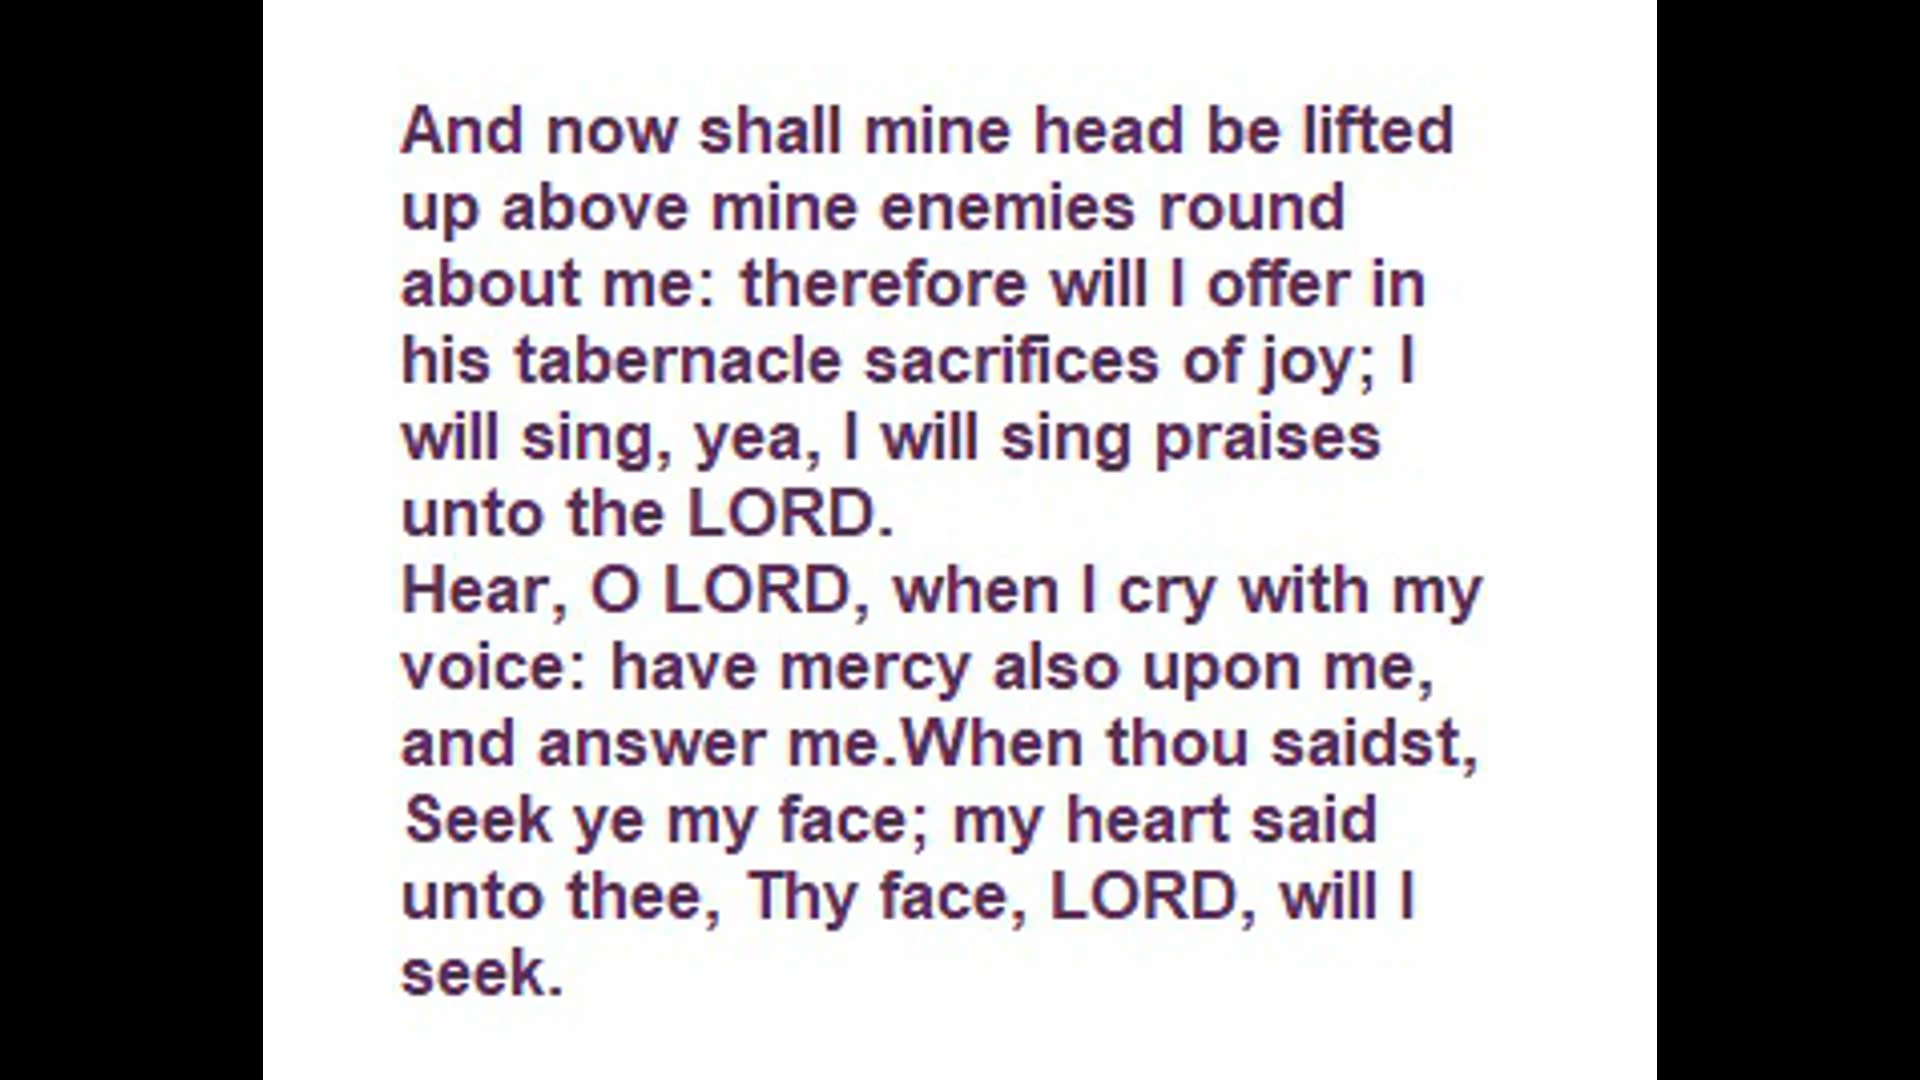 And now shall mine head be lifted
up above mine enemies round
about me: therefore will I offer in
his tabernacle sacrifices of joy; I
will sing, yea, I will sing praises
unto the LORD.
Hear, O LORD, when I cry with my
voice: have mercy also upon me,
and answer me.When thou saidst,
Seek ye my face; my heart said
unto thee, Thy face, LORD, will I
seek.